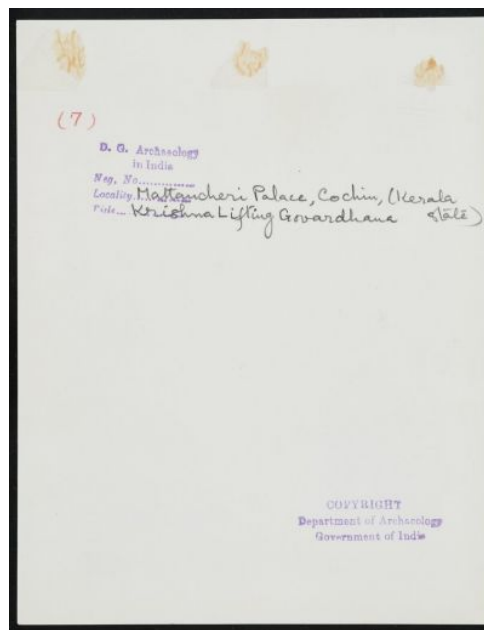 (7)
D. G. Archaeology
in India
Neg. No..............
Locality Mattancheri Palace, Cochin, (Kerala
Title... Krishna Lifting Govardhana State)
COPYRIGHT
Department of Archaeology
Government of India